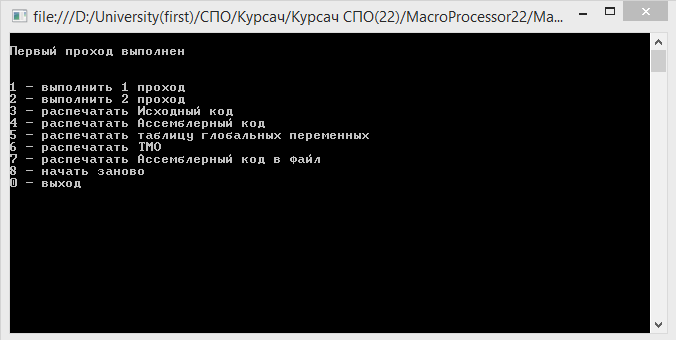 file:///D:/University(first)/СПО/Курсач/Курсач СПО(22)/MacroProcessor22/Ma...
Первый проход выполнен
1 - выполнить 1 проход
2 - выполнить 2 проход
3 - распечатать Исходный код
4 - распечатать Ассемблерный код
5 - распечатать таблицу глобальных переменных
6 - распечатать ТМО
7 - распечатать Ассемблерный код в файл
8 - начать заново
0 - выход